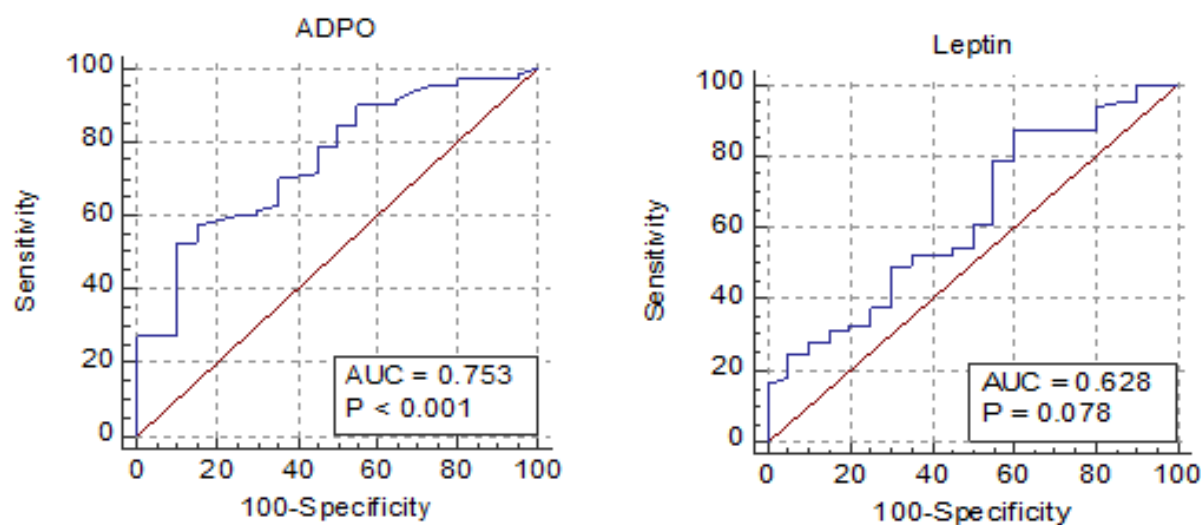 ADPO
100
80
60
40
20
0
Sensitivity
AUC = 0.753
P < 0.001
0 20 40 60 80 100
100-Specificity
Leptin
100
80
60
40
20
0
Sensitivity
AUC = 0.628
P = 0.078
0 20 40 60 80 100
100-Specificity